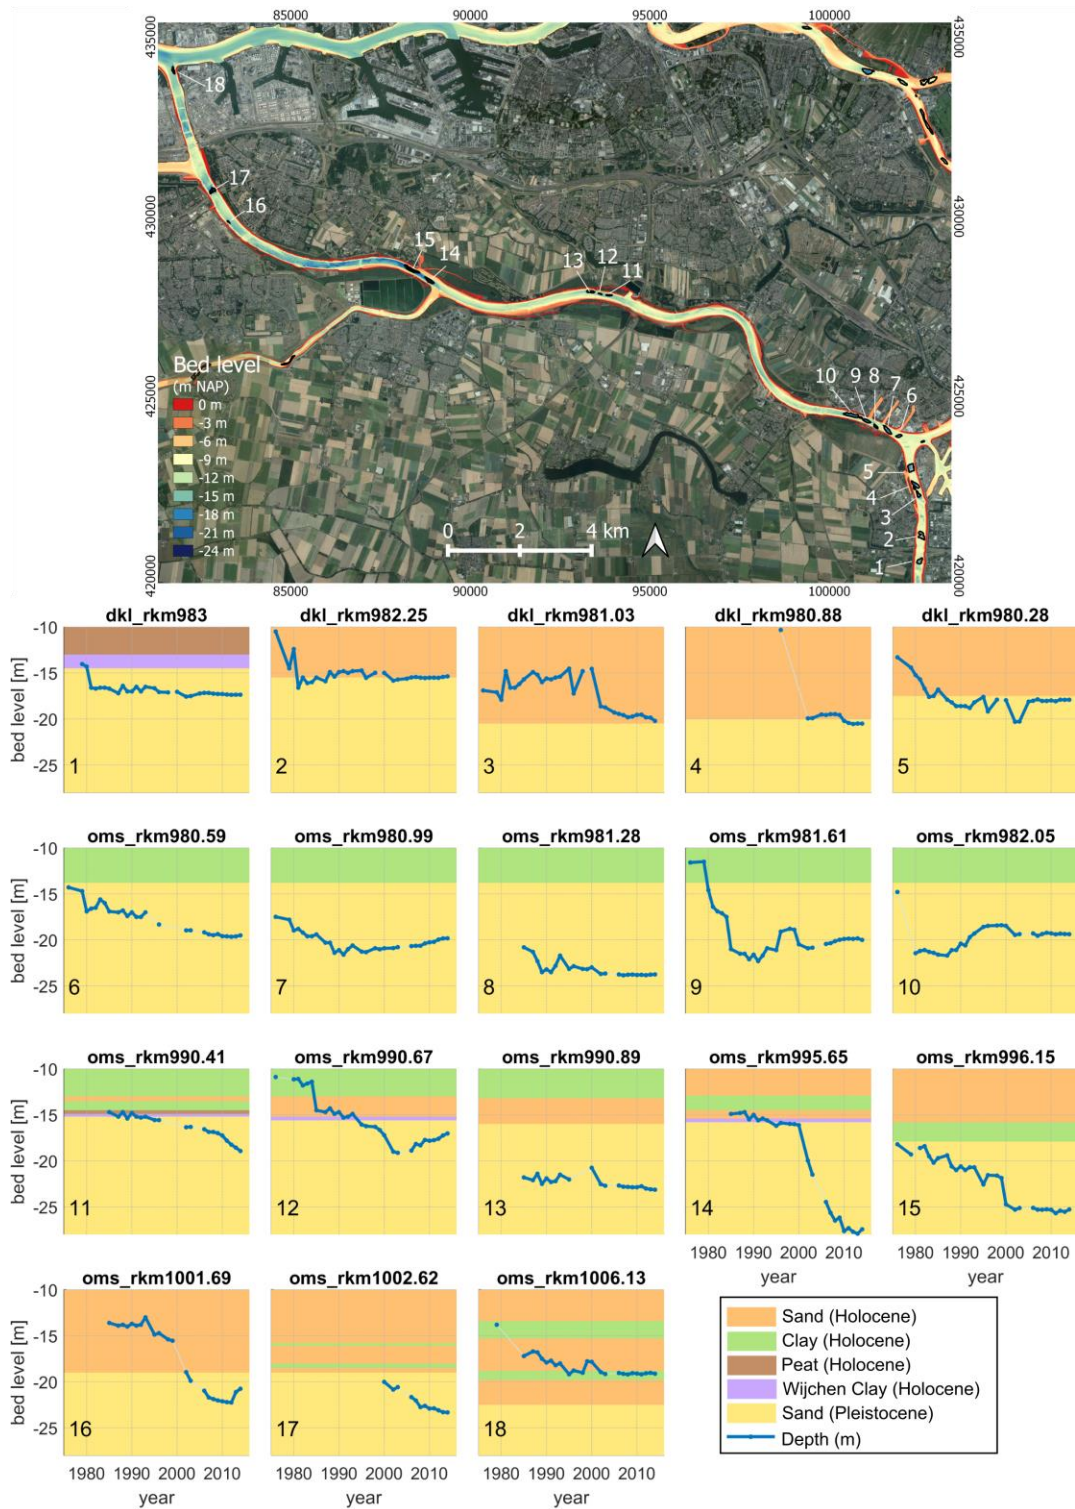 85000 90000 95000 100000
435000 435000
18
17
16
430000 430000
15
14
13 12 11
Bed level
(m NAP)
0 m
-3 m
-6 m
-9 m
-12 m
-15 m
-18 m
-21 m
-24 m
425000 425000
10 9 8 7 6
5
4
3
2
1
0 2 4 km
420000 420000
85000 90000 95000 100000
dkl_rkm983 dkl_rkm982.25 dkl_rkm981.03 dkl_rkm980.88 dkl_rkm980.28
bed level [m]
-10
-15
-20
-25
1 2 3 4 5
oms_rkm980.59 oms_rkm980.99 oms_rkm981.28 oms_rkm981.61 oms_rkm982.05
bed level [m]
-10
-15
-20
-25
6 7 8 9 10
oms_rkm990.41 oms_rkm990.67 oms_rkm990.89 oms_rkm995.65 oms_rkm996.15
bed level [m]
-10
-15
-20
-25
11 12 13 14 15
1980 1990 2000 2010 1980 1990 2000 2010
year year
oms_rkm1001.69 oms_rkm1002.62 oms_rkm1006.13
bed level [m]
-10
-15
-20
-25
16 17 18
1980 1990 2000 2010 1980 1990 2000 2010 1980 1990 2000 2010
year year year
Sand (Holocene)
Clay (Holocene)
Peat (Holocene)
Wijchen Clay (Holocene)
Sand (Pleistocene)
Depth (m)